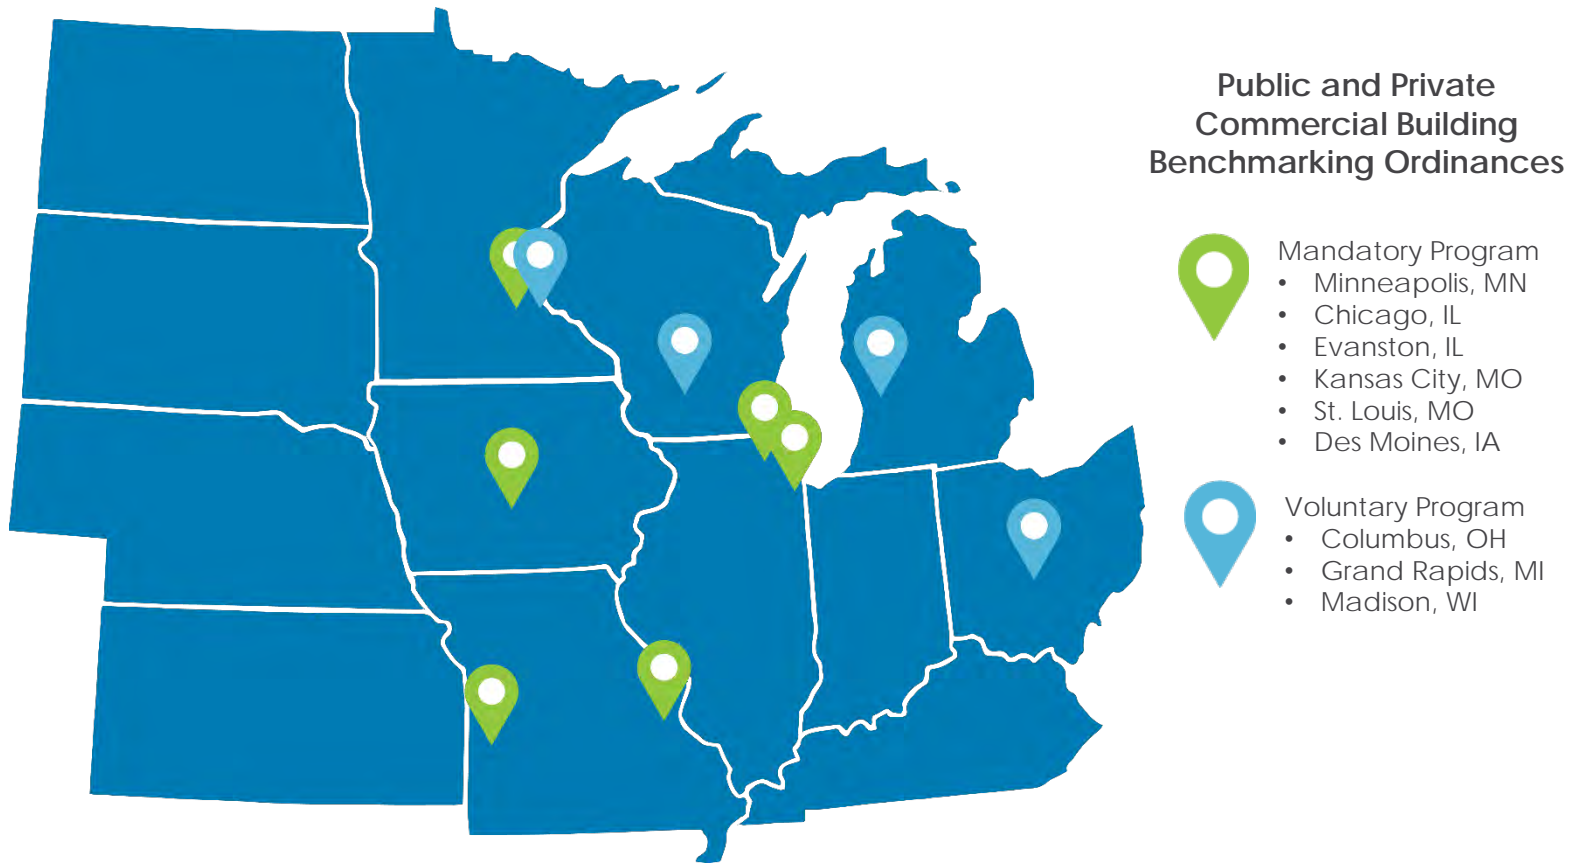 Public and Private
Commercial Building
Benchmarking Ordinances
Mandatory Program
• Minneapolis, MN
• Chicago, IL
• Evanston, IL
• Kansas City, MO
• St. Louis, MO
• Des Moines, IA
Voluntary Program
• Columbus, OH
• Grand Rapids, MI
• Madison, WI